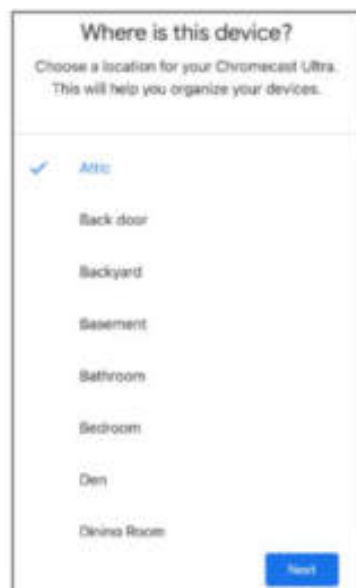 Where is this device?
Choose a location for your Chromecast Ultra.
This will help you organize your devices.
Attic
Back door
Backyard
Basement
Bathroom
Bedroom
Den
Dining Room
Next